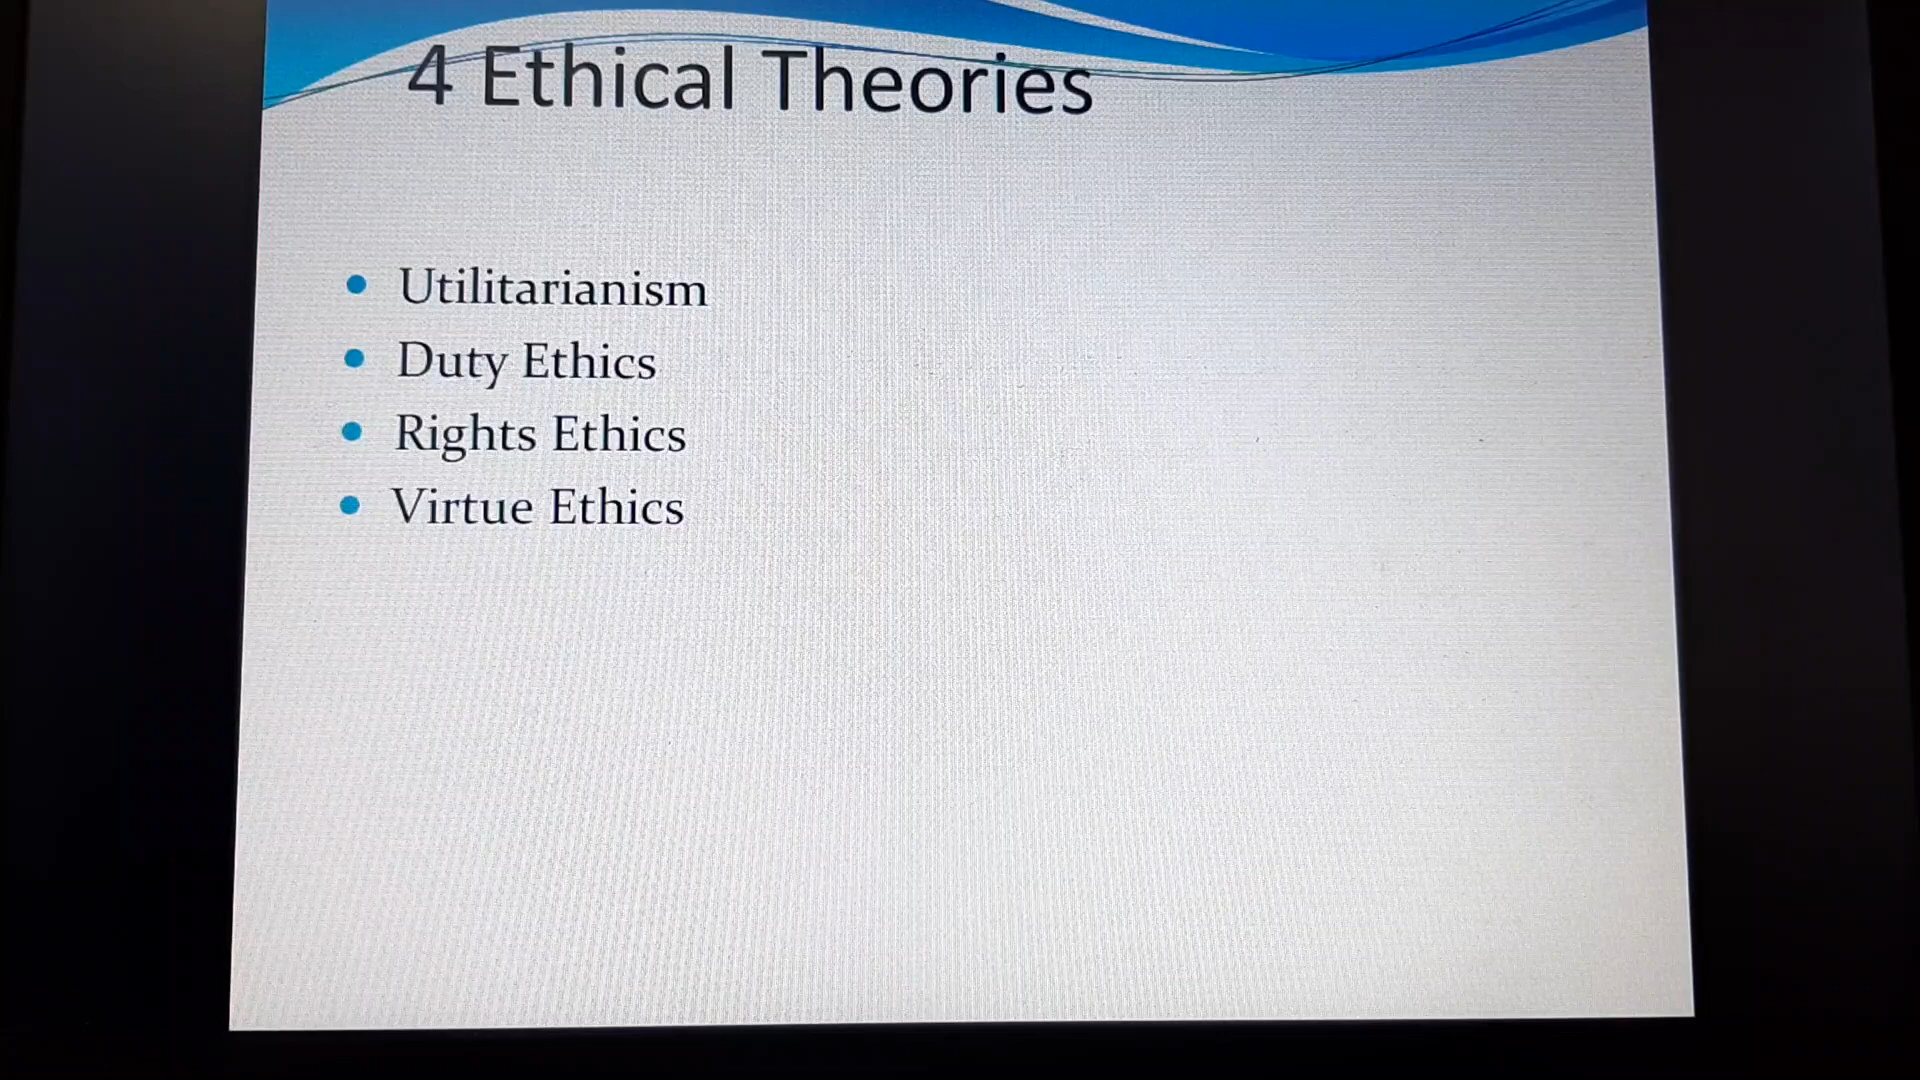 4 Ethical Theories
Utilitarianism
Duty Ethics
Rights Ethics
Virtue Ethics